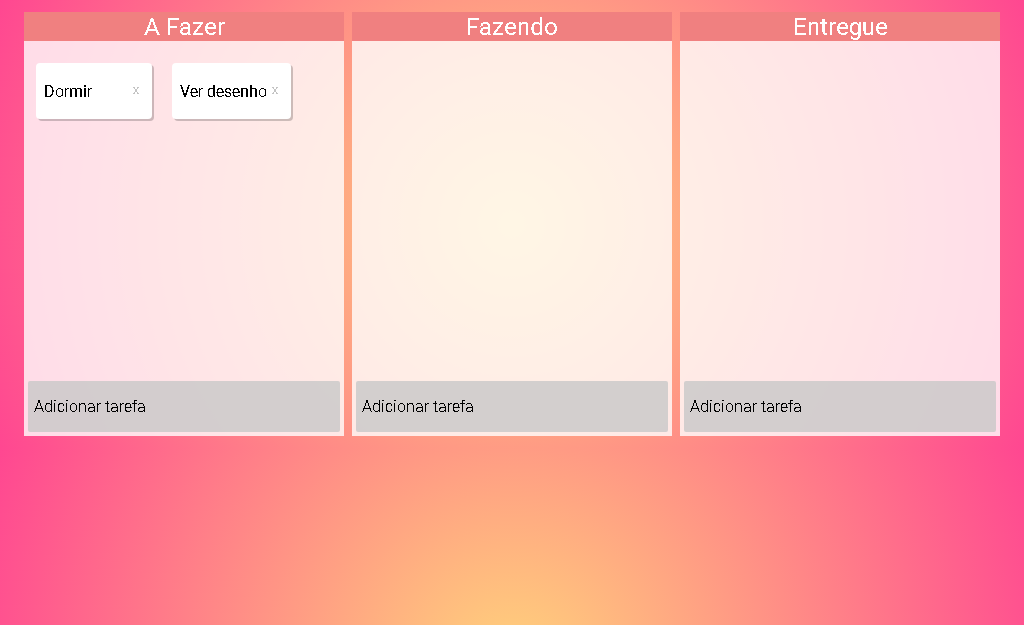 A Fazer
Fazendo
Entregue
Dormir x
Ver desenho x
Adicionar tarefa
Adicionar tarefa
Adicionar tarefa